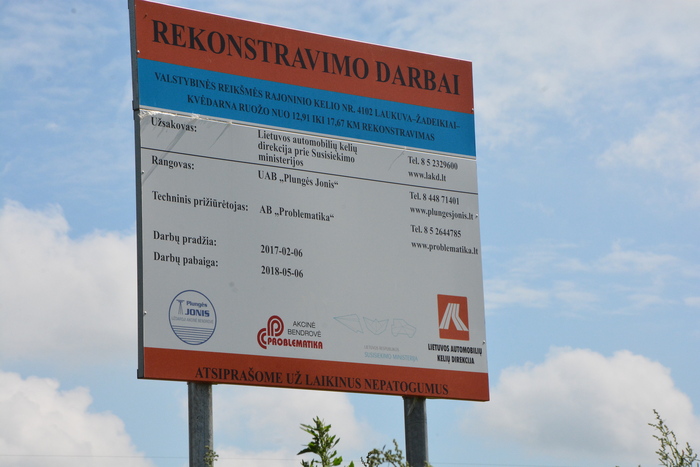 REKONSTRAVIMO DARBAI
VALSTYBINĖS REIKŠMĖS RAJONINIO KELIO NR. 4102 LAUKUVA–ŽADEIKIAI–
KVĖDARNA RUOŽO NUO 12,91 IKI 17,67 KM REKONSTRAVIMAS
Užsakovas:
Lietuvos automobilių kelių
direkcija prie Susisiekimo
ministerijos
Tel. 8 5 2329600
www.lakd.lt
Rangovas:
UAB „Plungės Jonis“
Tel. 8 448 71401
www.plungesjonis.lt
Techninis prižiūrėtojas:
AB „Problematika“
Tel. 8 5 2644785
www.problematika.lt
Darbų pradžia:
2017-02-06
Darbų pabaiga:
2018-05-06
Plungės
JONIS
AKCINĖ
BENDROVĖ
PROBLEMATIKA
SUSISIEKIMO MINISTERIJA
LIETUVOS AUTOMOBILIŲ
KELIŲ DIREKCIJA
ATSIPRAŠOME UŽ LAIKINUS NEPATOGUMUS